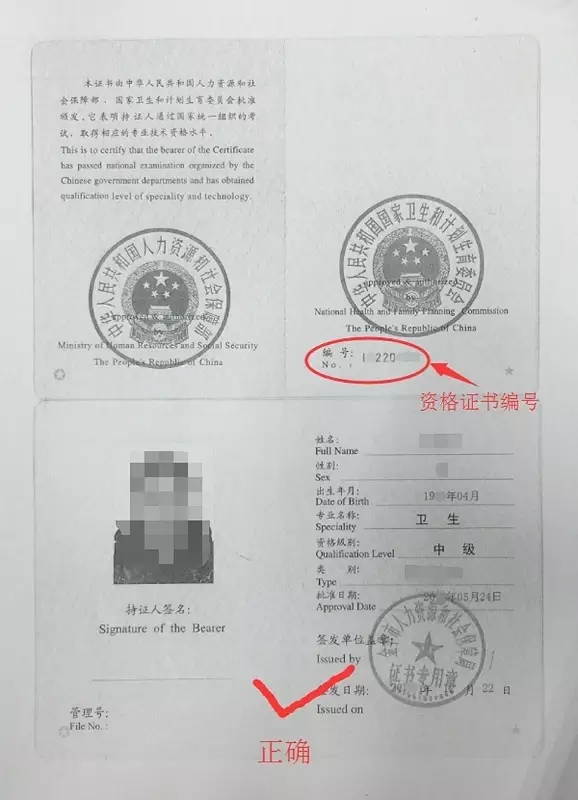 本证书由中华人民共和国人力资源和社
会保障部、国家卫生和计划生育委员会批准
颁发,它表明持证人通过国家统一组织的考
试,取得相应的专业技术资格水平。
This is to certify that the bearer of the Certificate
has passed national examination organized by the
Chinese government departments and has obtained
qualification level of speciality and technology.
中华人民共和国人力资源和社会保障部
approved & authorized
by
Ministry of Human Resources and Social Security
The People's Republic of China
中华人民共和国国家卫生和计划生育委员会
approved & authorized
by
National Health and Family Planning Commission
The People's Republic of China
编号:
No. : 220
资格证书编号
持证人签名:
Signature of the Bearer
管理号:
File No.:
姓名:
Full Name
性别:
Sex
出生年月: 19 年04月
Date of Birth
专业名称: 卫 生
Speciality
资格级别: 中 级
Qualification Level
类 别:
Type
批准日期: 20 年05月24日
Approval Date
签发单位盖章:
Issued by
市人力资源和社会保障局
证书专用章
签发日期: 20 年 月 22 日
Issued on
正确